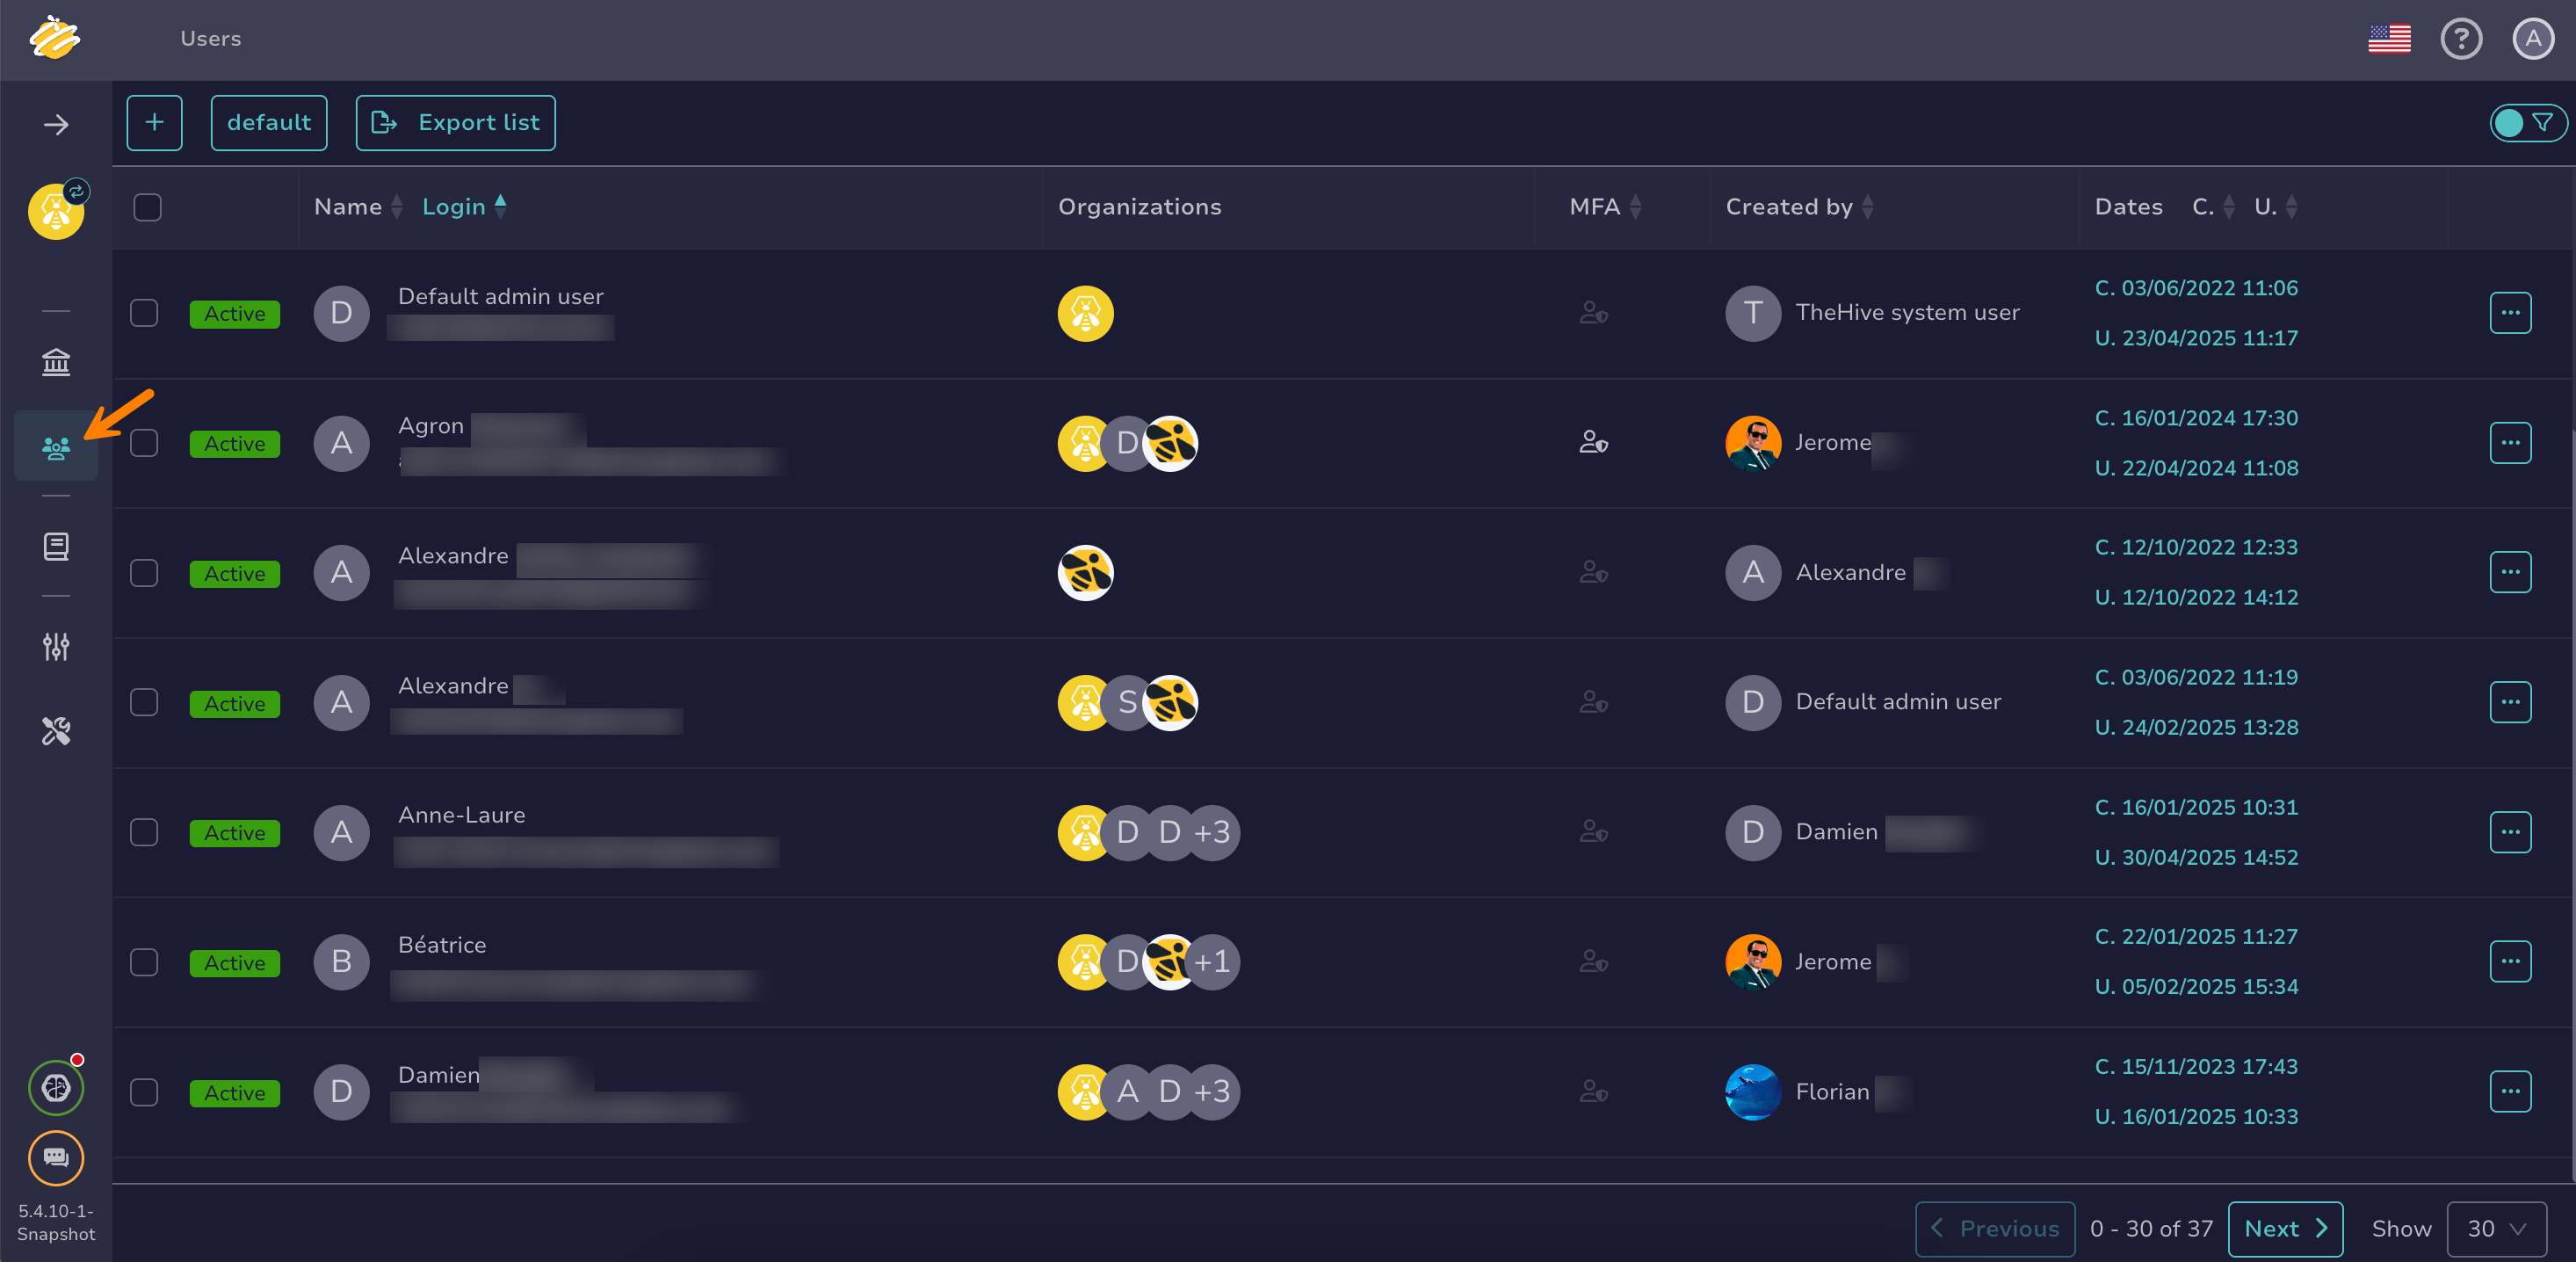 Users
?
A
+
default
Export list
Name Login
Organizations
MFA
Created by
Dates C. U.
Active
D
Default admin user
T
TheHive system user
C. 03/06/2022 11:06
U. 23/04/2025 11:17
...
Active
A
Agron
D
Jerome
C. 16/01/2024 17:30
U. 22/04/2024 11:08
...
Active
A
Alexandre
A
Alexandre
C. 12/10/2022 12:33
U. 12/10/2022 14:12
...
Active
A
Alexandre
S
D
Default admin user
C. 03/06/2022 11:19
U. 24/02/2025 13:28
...
Active
A
Anne-Laure
D D +3
D
Damien
C. 16/01/2025 10:31
U. 30/04/2025 14:52
...
Active
B
Béatrice
D +1
Jerome
C. 22/01/2025 11:27
U. 05/02/2025 15:34
...
Active
D
Damien
A D +3
Florian
C. 15/11/2023 17:43
U. 16/01/2025 10:33
...
5.4.10-1-
Snapshot
Previous
0 - 30 of 37
Next
Show
30